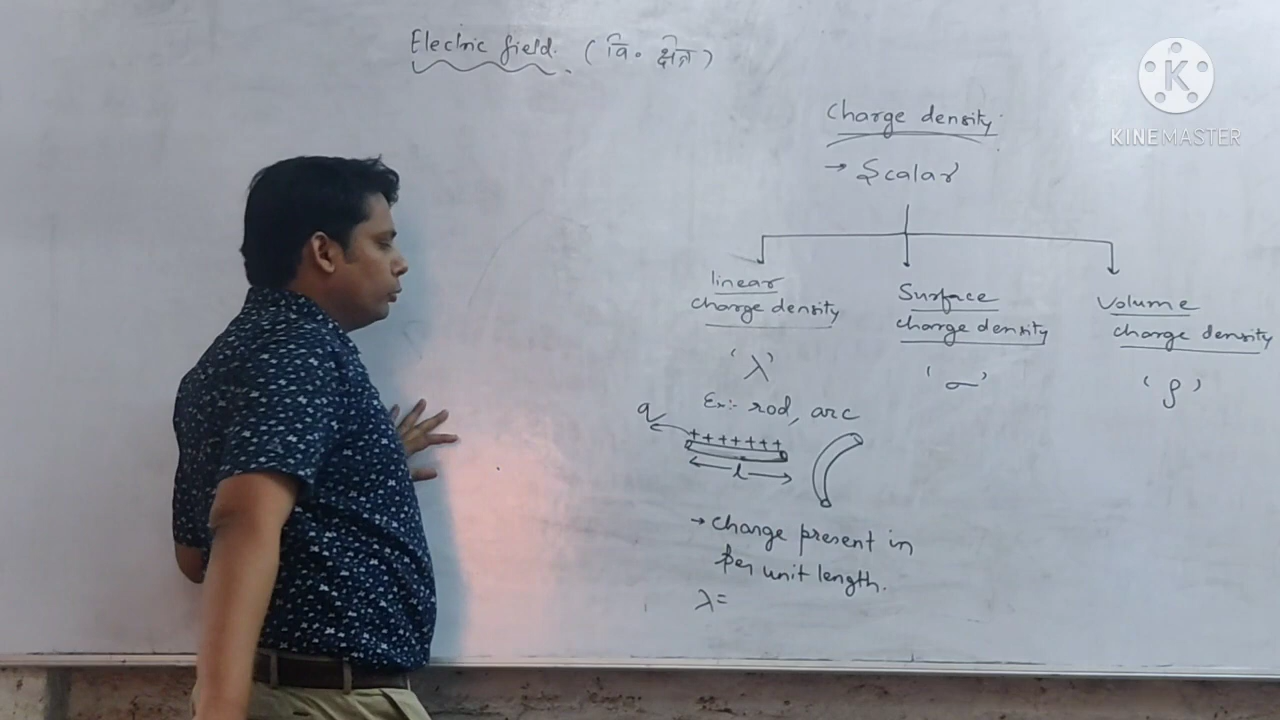 Electric field. (वि॰ क्षेत्र)
K
KINEMASTER
Charge density
→ Scalar
linear
charge density
Surface
charge density
Volume
charge density
'λ'
'σ'
'ρ'
Ex:- rod, arc
q
+ + + + + + +
l
→ Charge present in
per unit length.
λ=